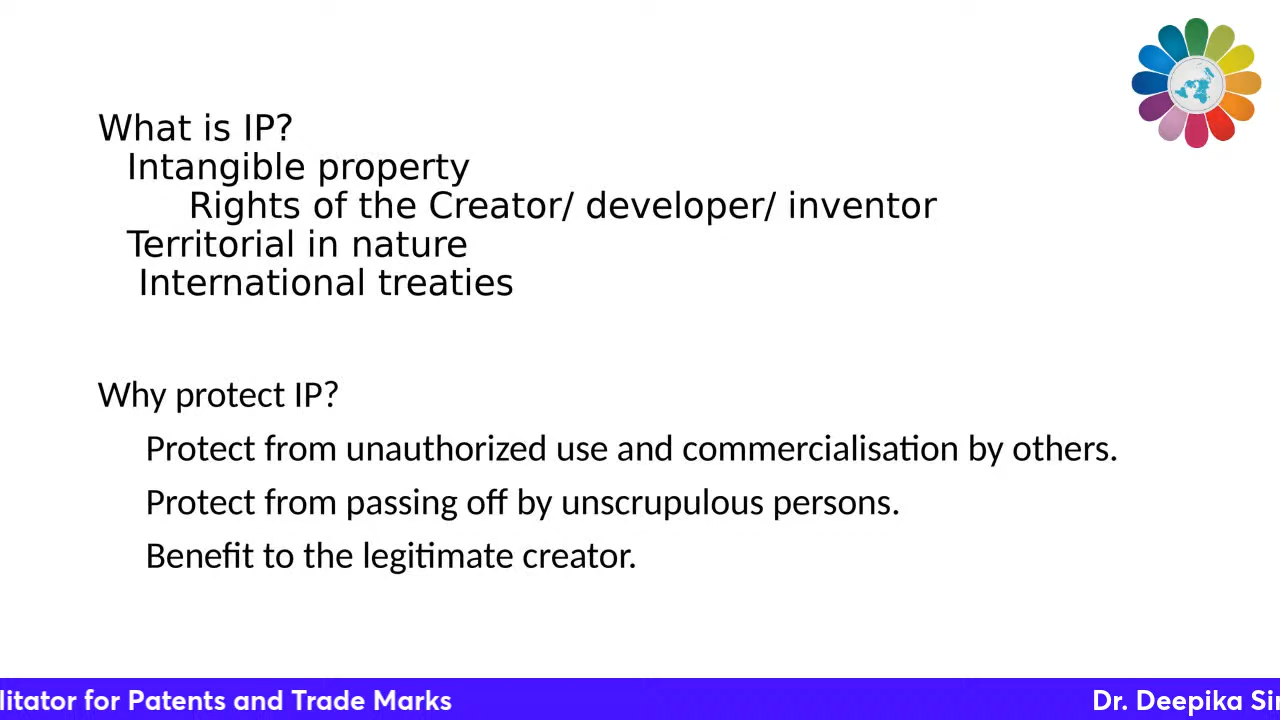 What is IP?
Intangible property
Rights of the Creator/ developer/ inventor
Territorial in nature
International treaties
Why protect IP?
Protect from unauthorized use and commercialisation by others.
Protect from passing off by unscrupulous persons.
Benefit to the legitimate creator.
litator for Patents and Trade Marks
Dr. Deepika